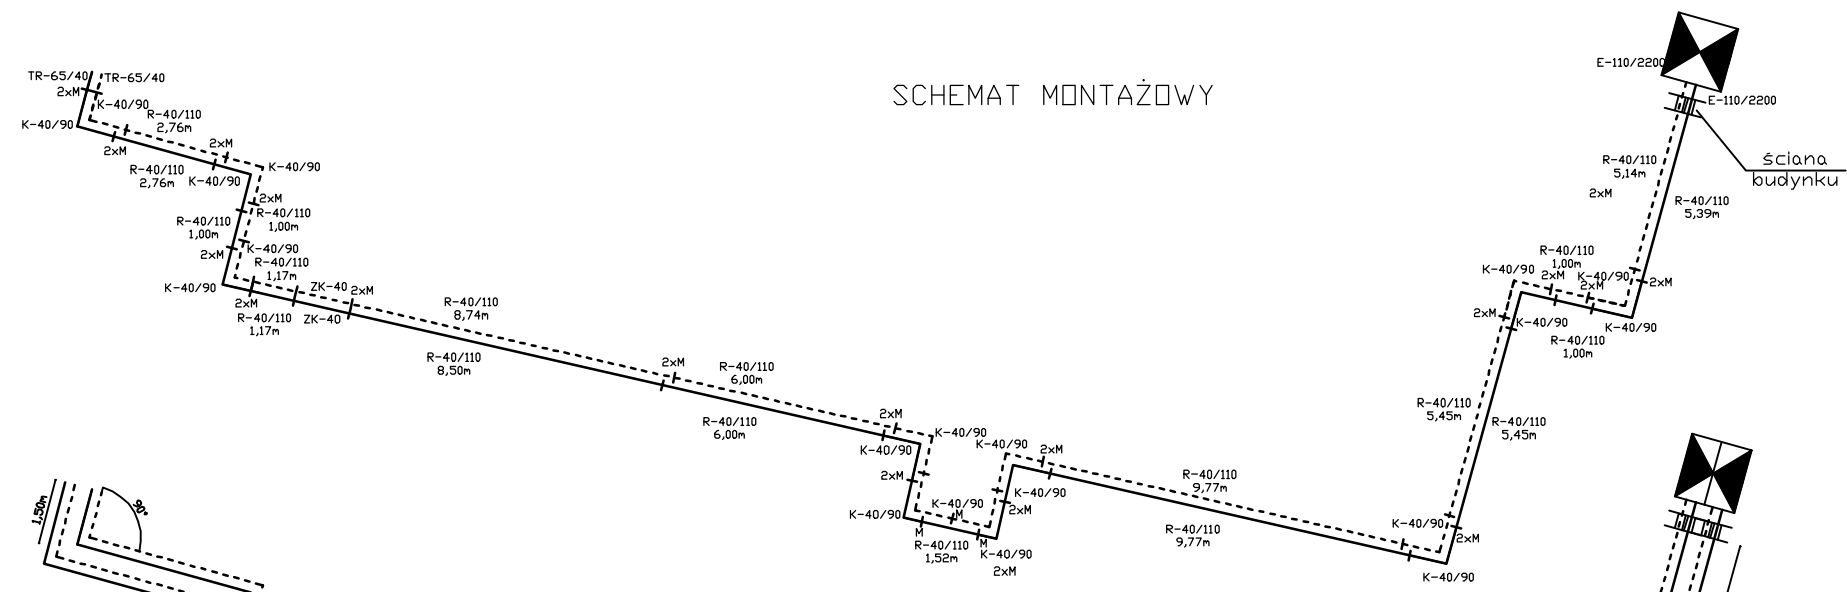 SCHEMAT MONTAŻOWY
TR-65/40
TR-65/40
2xM
K-40/90
R-40/110
2,76m
K-40/90
2xM
2xM
R-40/110
2,76m
K-40/90
K-40/90
2xM
R-40/110
1,00m
R-40/110
1,00m
2xM
K-40/90
R-40/110
1,17m
K-40/90
2xM
ZK-40
2xM
R-40/110
1,17m
ZK-40
R-40/110
8,74m
R-40/110
8,50m
2xM
R-40/110
6,00m
R-40/110
6,00m
2xM
K-40/90
K-40/90
2xM
K-40/90
K-40/90
M
M
R-40/110
1,52m
M
K-40/90
2xM
K-40/90
2xM
K-40/90
2xM
R-40/110
9,77m
R-40/110
9,77m
K-40/90
2xM
K-40/90
R-40/110
5,45m
R-40/110
5,45m
2xM
K-40/90
K-40/90
R-40/110
1,00m
2xM
K-40/90
2xM
R-40/110
1,00m
K-40/90
2xM
2xM
R-40/110
5,14m
R-40/110
5,39m
E-110/2200
E-110/2200
ściana
budynku
1,50m
90°